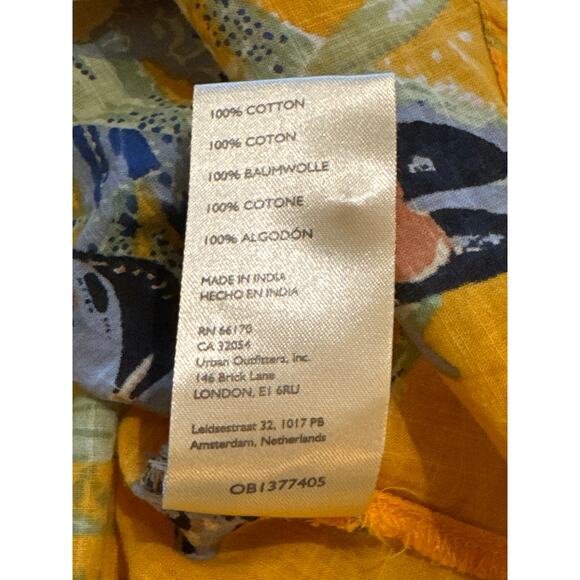 100% COTTON
100% COTON
100% BAUMWOLLE
100% COTONE
100% ALGODÓN
MADE IN INDIA
HECHO EN INDIA
RN 66170
CA 32054
Urban Outfitters, Inc.
146 Brick Lane
LONDON, E1 6RU
Leidsestraat 32, 1017 PB
Amsterdam, Netherlands
OB1377405